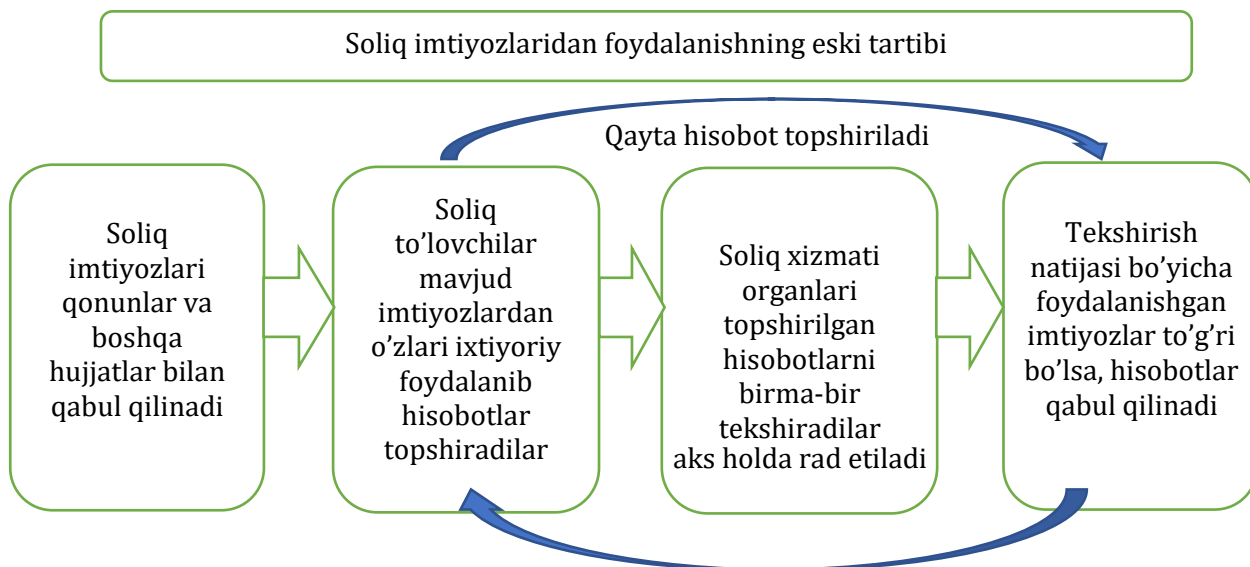 Soliq imtiyozlaridan foydalanishning eski tartibi
Qayta hisobot topshiriladi
Soliq
imtiyozlari
qonunlar va
boshqa
hujjatlar bilan
qabul qilinadi
Soliq
to’lovchilar
mavjud
imtiyozlardan
o’zlari ixtiyoriy
foydalanib
hisobotlar
topshiradilar
Soliq xizmati
organlari
topshirilgan
hisobotlarni
birma-bir
tekshiradilar
aks holda rad etiladi
Tekshirish
natijasi bo’yicha
foydalanishgan
imtiyozlar to’g’ri
bo’lsa, hisobotlar
qabul qilinadi